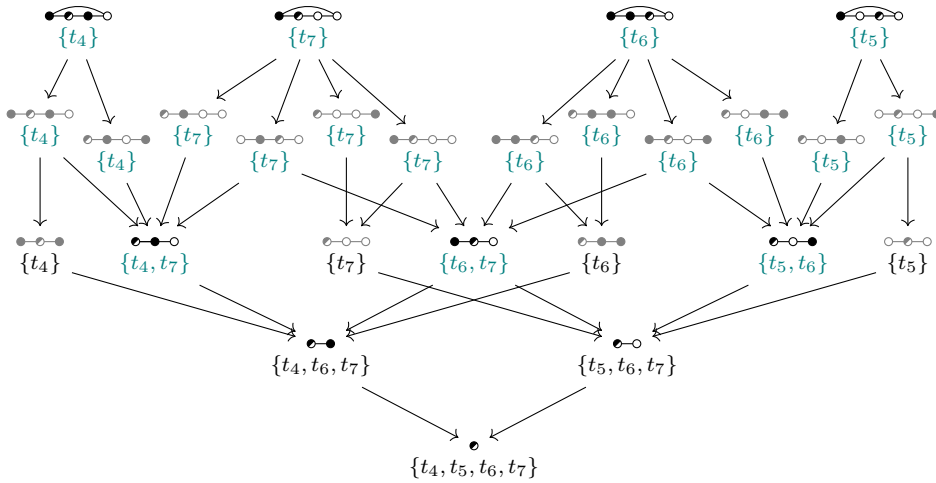 {t₄} {t₇} {t₆} {t₅}
{t₄} {t₇} {t₇} {t₆} {t₆} {t₅}
{t₄} {t₇} {t₇} {t₆} {t₆} {t₅}
{t₄} {t₄, t₇} {t₇} {t₆, t₇} {t₆} {t₅, t₆} {t₅}
{t₄, t₆, t₇} {t₅, t₆, t₇}
{t₄, t₅, t₆, t₇}